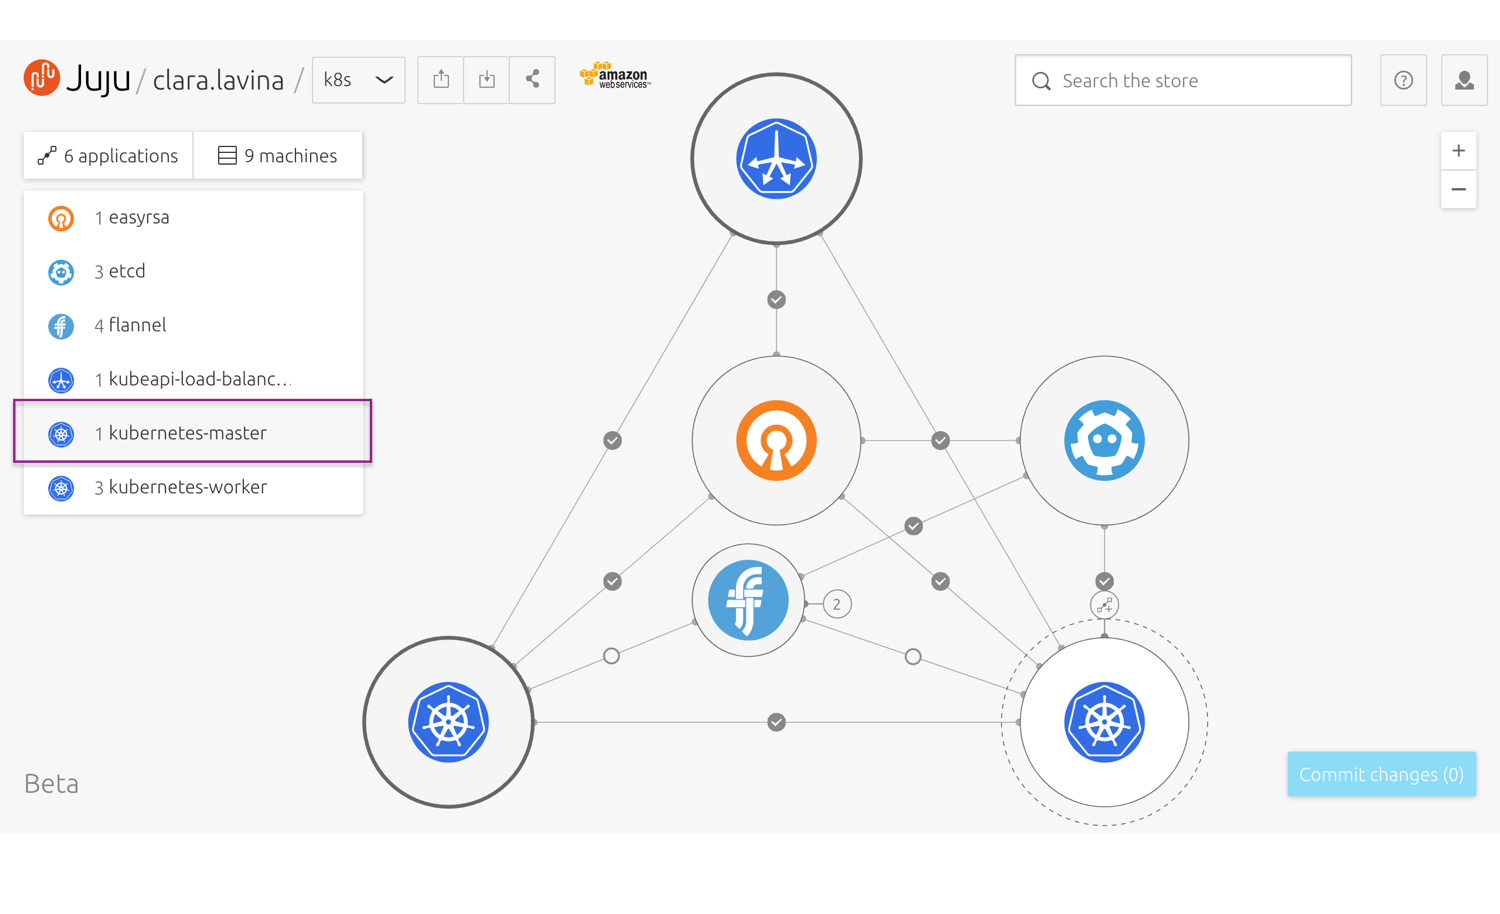 Juju / clara.lavina / k8s
amazon
web services™
Search the store
?
6 applications
9 machines
+
−
1 easyrsa
3 etcd
4 flannel
1 kubeapi-load-balanc...
1 kubernetes-master
3 kubernetes-worker
2
Commit changes (0)
Beta